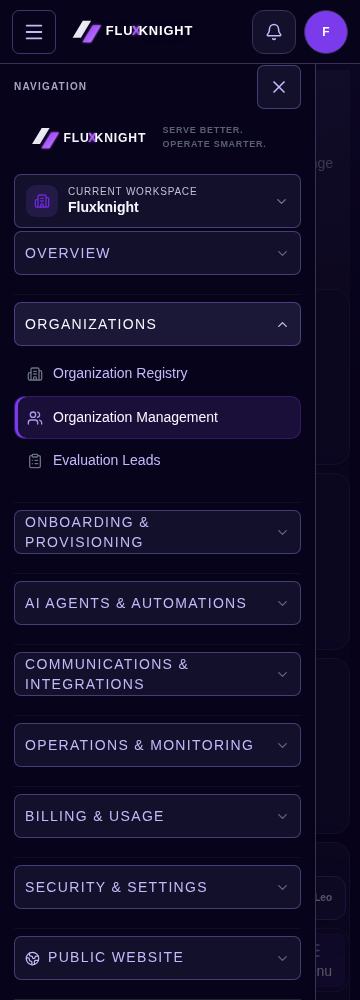 FLUXKNIGHT
F
NAVIGATION
FLUXKNIGHT
SERVE BETTER.
OPERATE SMARTER.
CURRENT WORKSPACE
Fluxknight
OVERVIEW
ORGANIZATIONS
Organization Registry
Organization Management
Evaluation Leads
ONBOARDING &
PROVISIONING
AI AGENTS & AUTOMATIONS
COMMUNICATIONS &
INTEGRATIONS
OPERATIONS & MONITORING
BILLING & USAGE
SECURITY & SETTINGS
Leo
PUBLIC WEBSITE